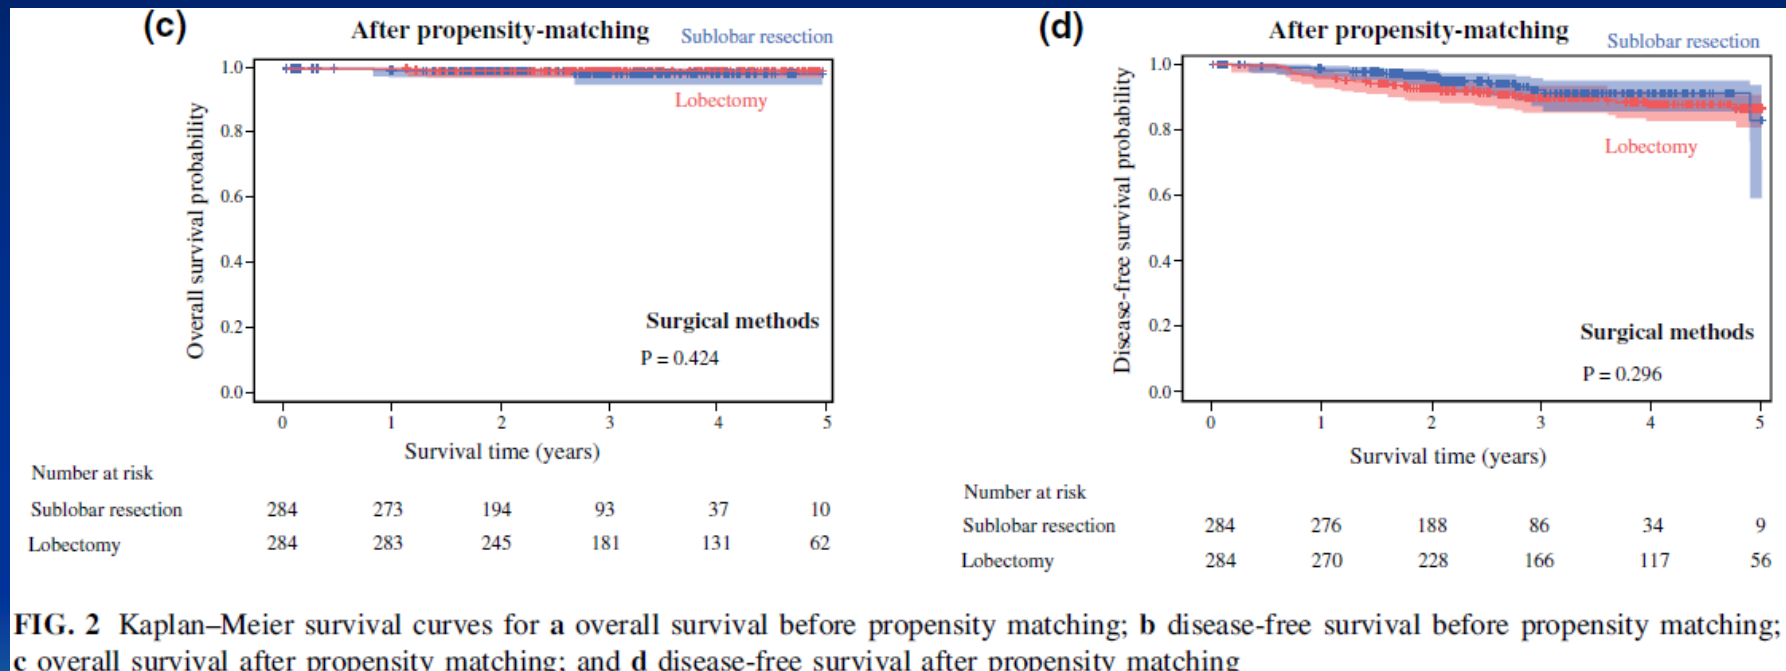 (c)
After propensity-matching
Sublobar resection
Lobectomy
Overall survival probability
1.0
0.8
0.6
0.4
0.2
0.0
Surgical methods
P = 0.424
0 1 2 3 4 5
Survival time (years)
Number at risk
Sublobar resection 284 273 194 93 37 10
Lobectomy 284 283 245 181 131 62
(d)
After propensity-matching
Sublobar resection
Lobectomy
Disease-free survival probability
1.0
0.8
0.6
0.4
0.2
0.0
Surgical methods
P = 0.296
0 1 2 3 4 5
Survival time (years)
Number at risk
Sublobar resection 284 276 188 86 34 9
Lobectomy 284 270 228 166 117 56
FIG. 2 Kaplan–Meier survival curves for a overall survival before propensity matching; b disease-free survival before propensity matching;
c overall survival after propensity matching; and d disease-free survival after propensity matching